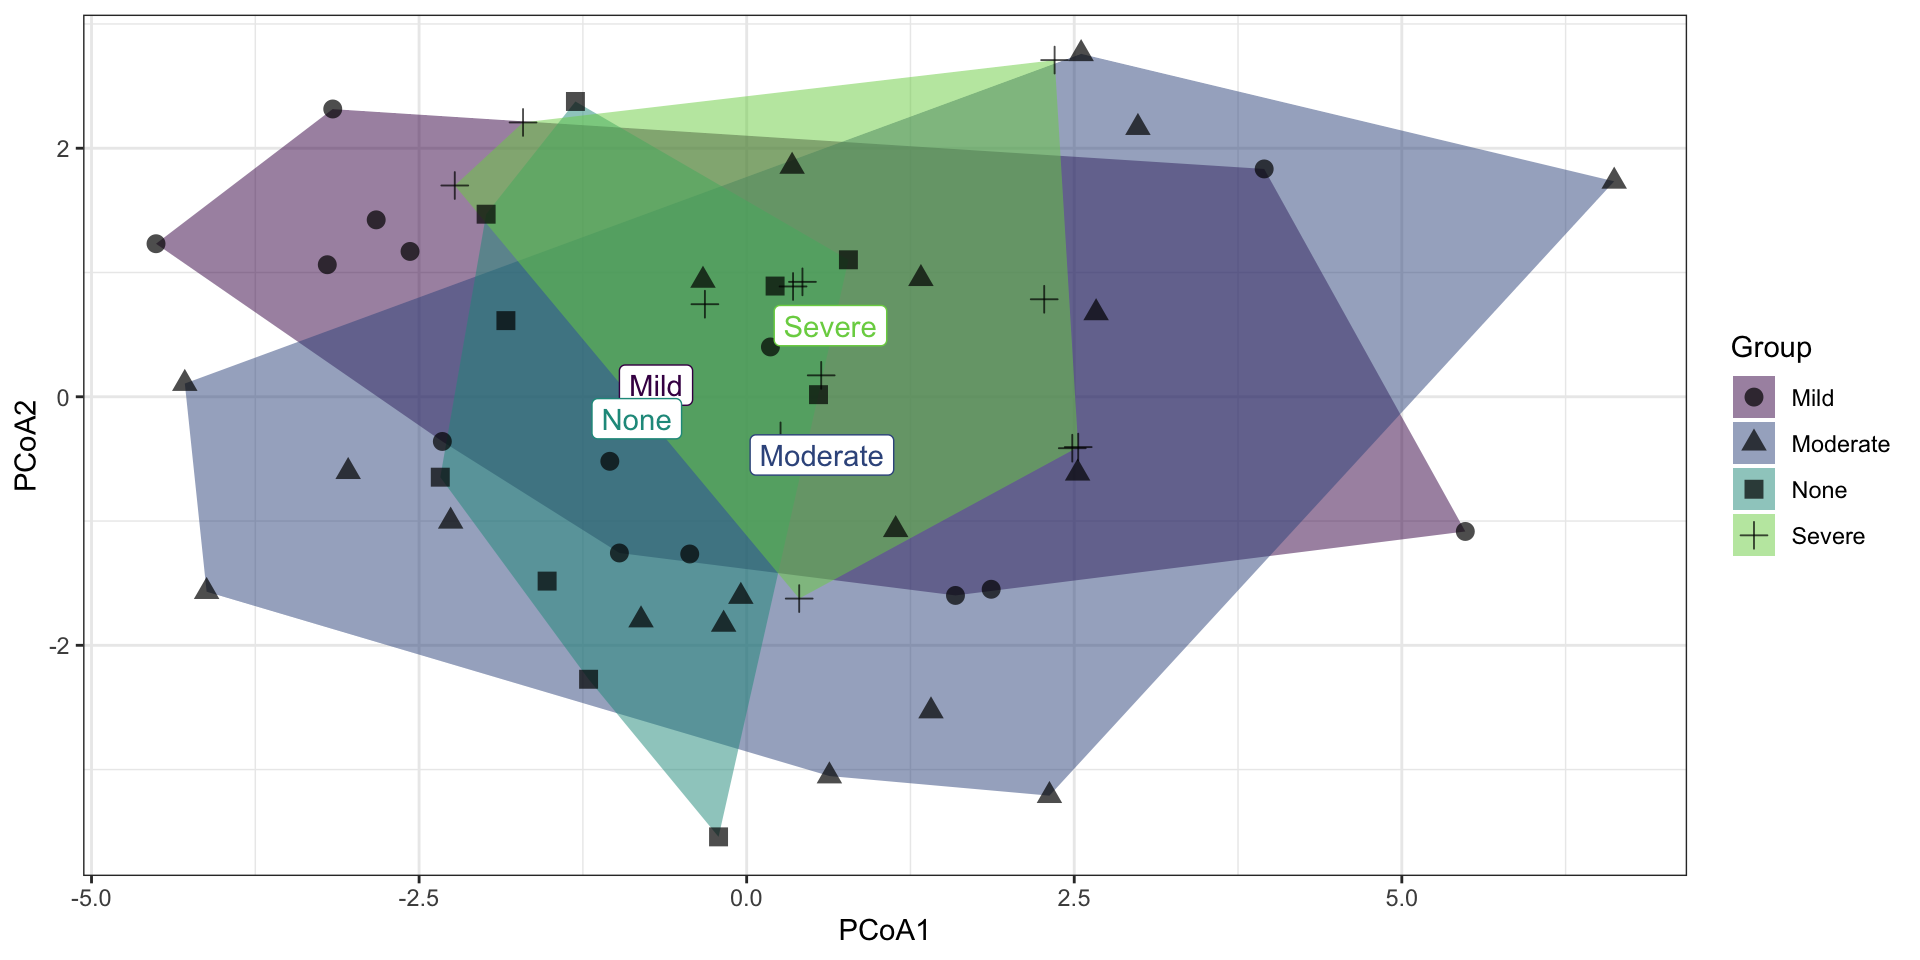 2
0
-2
PCoA2
Severe
Mild
None
Moderate
-5.0
-2.5
0.0
2.5
5.0
PCoA1
Group
Mild
Moderate
None
Severe